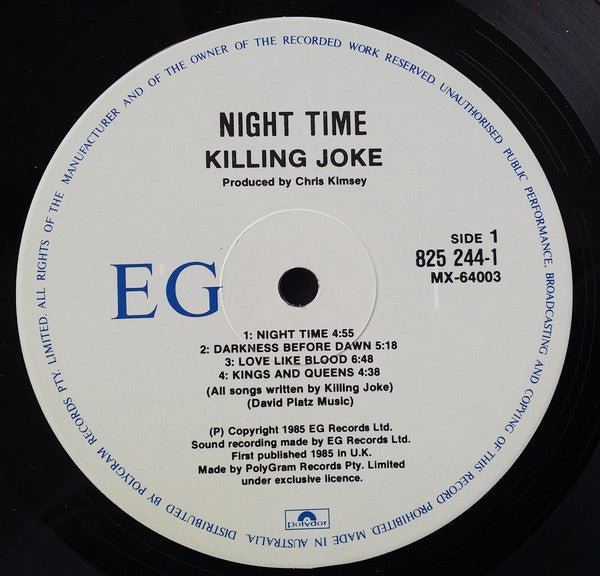 NIGHT TIME
KILLING JOKE
Produced by Chris Kimsey
SIDE 1
825 244-1
MX-64003
EG
1: NIGHT TIME 4:55
2: DARKNESS BEFORE DAWN 5:18
3: LOVE LIKE BLOOD 6:48
4: KINGS AND QUEENS 4:38
(All songs written by Killing Joke)
(David Platz Music)
(P) Copyright 1985 EG Records Ltd.
Sound recording made by EG Records Ltd.
First published 1985 in U.K.
Made by PolyGram Records Pty. Limited
under exclusive licence.
polydor
DISTRIBUTED BY POLYGRAM RECORDS PTY. LIMITED. ALL RIGHTS OF THE MANUFACTURER AND OF THE OWNER OF THE RECORDED WORK RESERVED. UNAUTHORISED PUBLIC PERFORMANCE, BROADCASTING AND COPYING OF THIS RECORD PROHIBITED MADE IN AUSTRALIA.